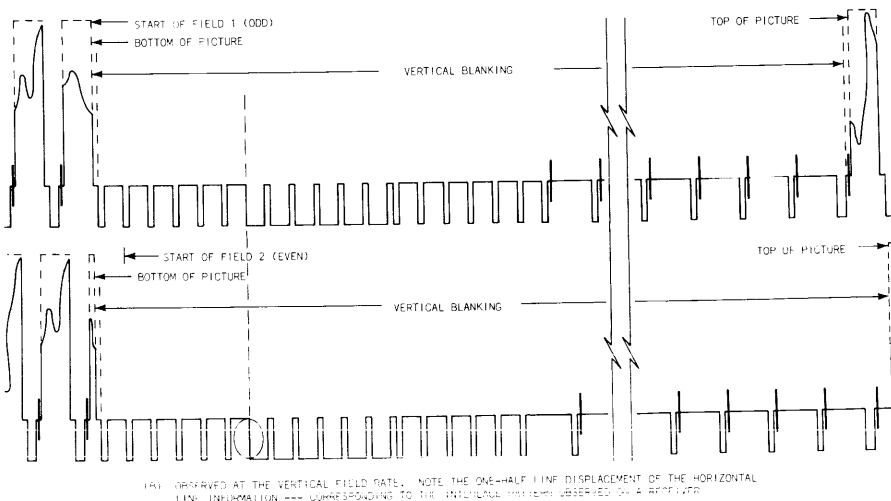 START OF FIELD 1 (ODD)
TOP OF PICTURE
BOTTOM OF PICTURE
VERTICAL BLANKING
START OF FIELD 2 (EVEN)
TOP OF PICTURE
BOTTOM OF PICTURE
VERTICAL BLANKING
(B) OBSERVED AT THE VERTICAL FIELD RATE. NOTE THE ONE-HALF LINE DISPLACEMENT OF THE HORIZONTAL
LINE INFORMATION --- CORRESPONDING TO THE INTERLACE PATTERN OBSERVED ON A RECEIVER